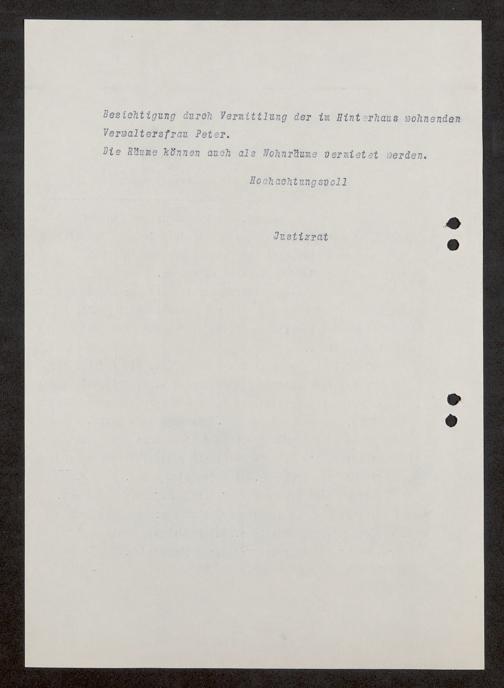 Besichtigung durch Vermittlung der im Hinterhaus wohnenden
Verwaltersfrau Peter.
Die Räume können auch als Wohnräume vermietet werden.
Hochachtungsvoll
Justizrat